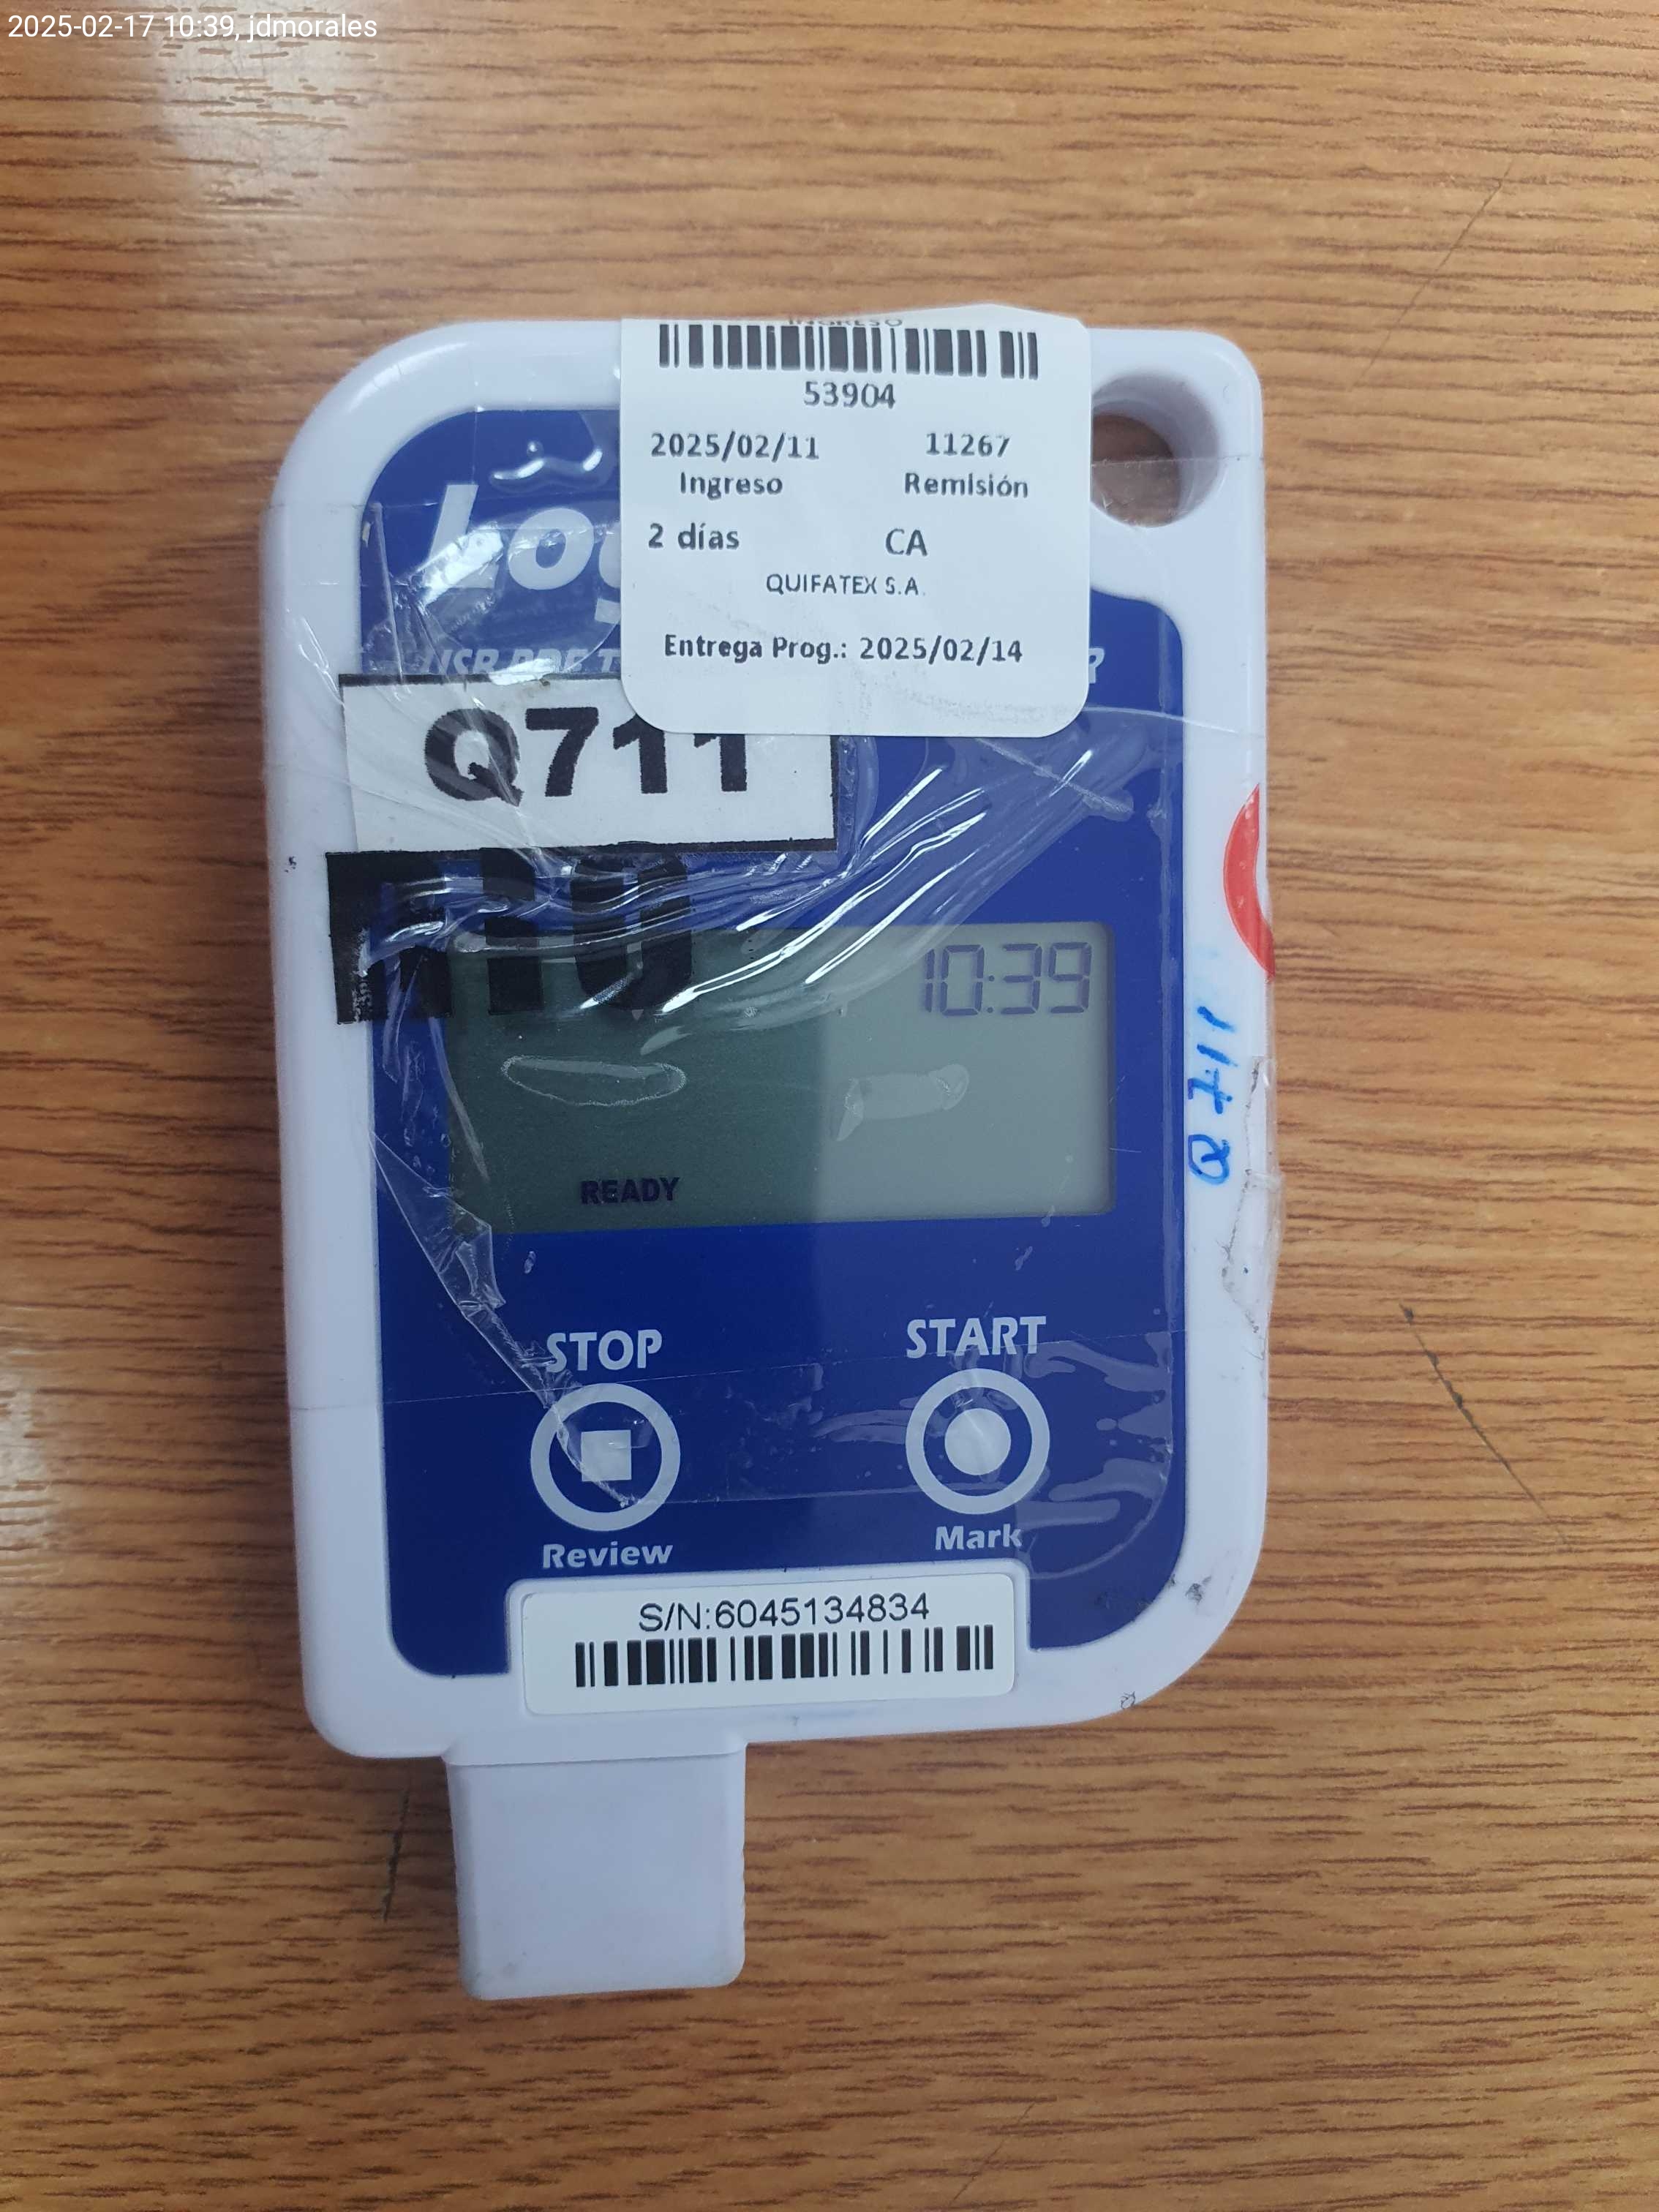 2025-02-17 10:39, jdmorales
INGRESO
53904
2025/02/11 11267
Ingreso Remisión
2 días CA
QUIFATEX S.A.
Entrega Prog.: 2025/02/14
Q711
10:39
READY
Q711
STOP START
Review Mark
S/N:6045134834